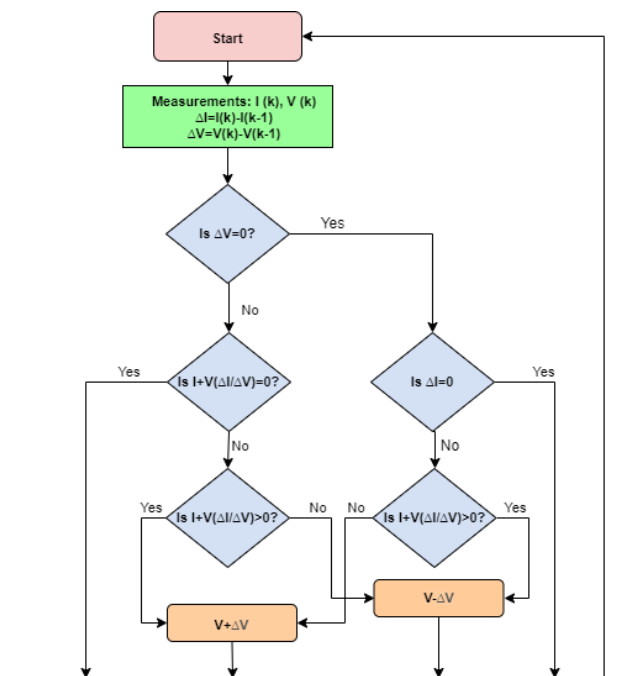 Start
Measurements: I (k), V (k)
ΔI=I(k)-I(k-1)
ΔV=V(k)-V(k-1)
Is ΔV=0?
Yes
No
Yes
Is I+V(ΔI/ΔV)=0?
Is ΔI=0
Yes
No
No
Yes
Is I+V(ΔI/ΔV)>0?
No
No
Is I+V(ΔI/ΔV)>0?
Yes
V-ΔV
V+ΔV